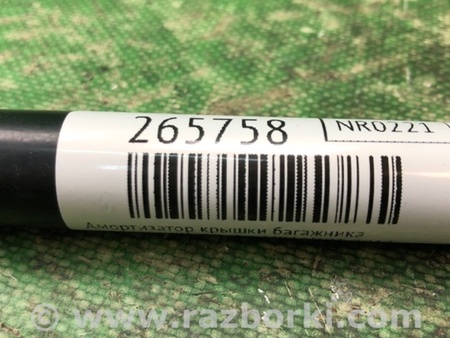 265758
NR0221
Амортизатор крышки багажника
© www.razborki.com